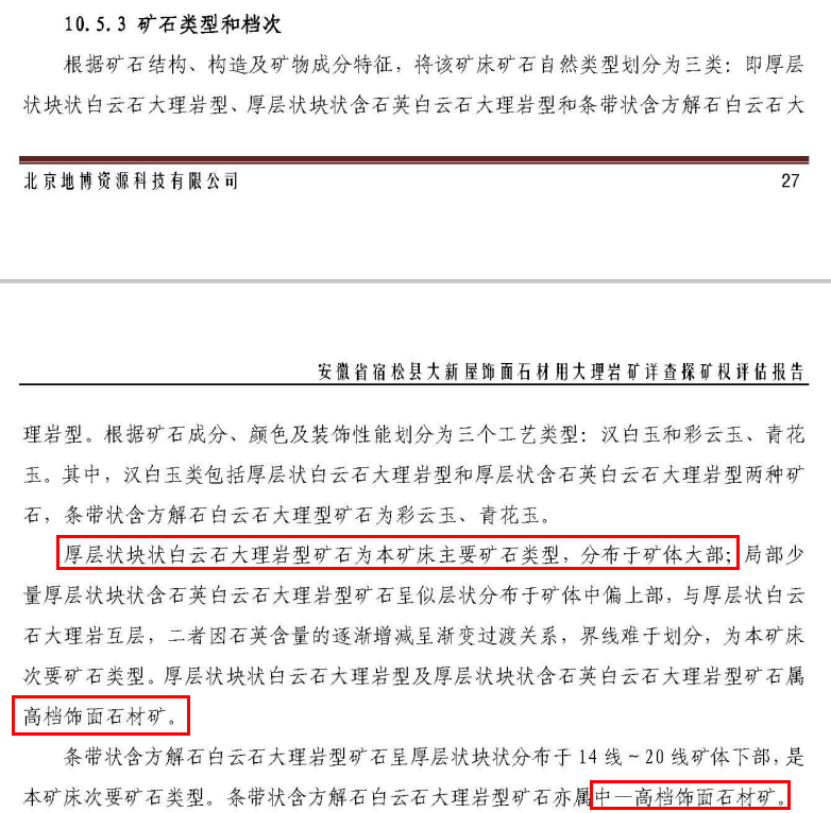 10.5.3 矿石类型和档次
根据矿石结构、构造及矿物成分特征，将该矿床矿石自然类型划分为三类：即厚层
状块状白云石大理岩型、厚层状块状含石英白云石大理岩型和条带状含方解石白云石大
北京地博资源科技有限公司 27
安徽省宿松县大新屋饰面石材用大理岩矿详查探矿权评估报告
理岩型。根据矿石成分、颜色及装饰性能划分为三个工艺类型：汉白玉和彩云玉、青花
玉。其中，汉白玉类包括厚层状白云石大理岩型和厚层状含石英白云石大理岩型两种矿
石，条带状含方解石白云石大理型矿石为彩云玉、青花玉。
厚层状块状白云石大理岩型矿石为本矿床主要矿石类型，分布于矿体大部；局部少
量厚层状块状含石英白云石大理岩型矿石呈似层状分布于矿体中偏上部，与厚层状白云
石大理岩互层，二者因石英含量的逐渐增减呈渐变过渡关系，界线难于划分，为本矿床
次要矿石类型。厚层状块状白云石大理岩型及厚层状块状含石英白云石大理岩型矿石属
高档饰面石材矿。
条带状含方解石白云石大理岩型矿石呈厚层状块状分布于 14 线～20 线矿体下部，是
本矿床次要矿石类型。条带状含方解石白云石大理岩型矿石亦属中—高档饰面石材矿。